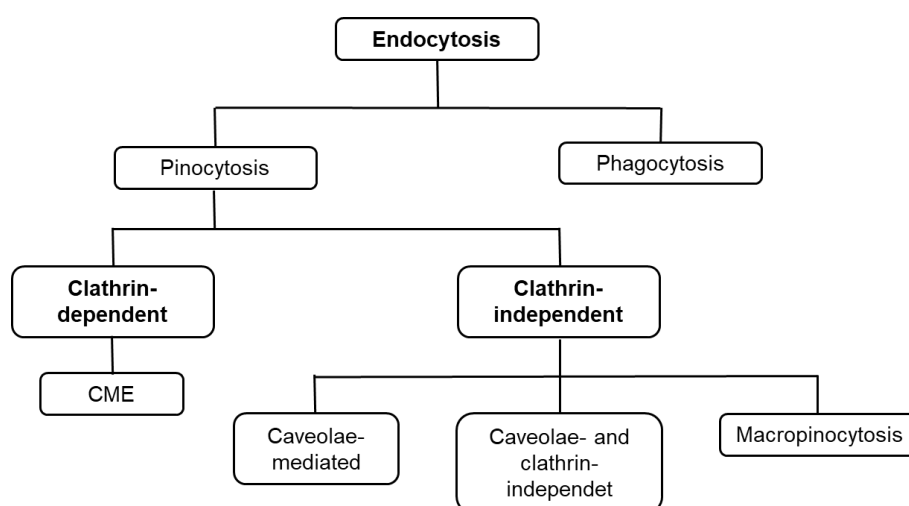 Endocytosis
Pinocytosis
Phagocytosis
Clathrin-
dependent
Clathrin-
independent
CME
Caveolae-
mediated
Caveolae- and
clathrin-
independet
Macropinocytosis